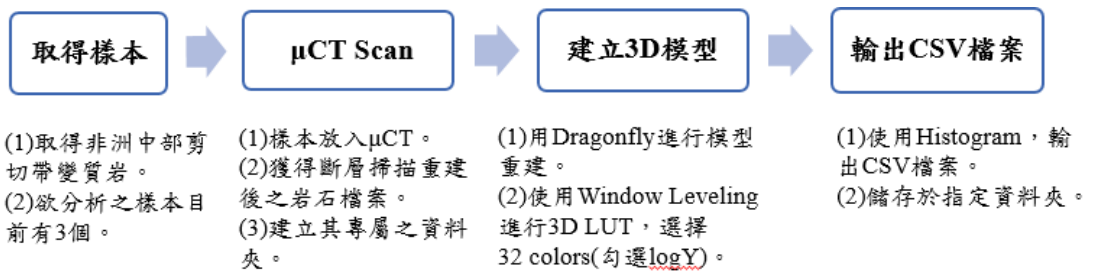 取得樣本
μCT Scan
建立3D模型
輸出CSV檔案
(1)取得非洲中部剪
切帶變質岩。
(2)欲分析之樣本目
前有3個。
(1)樣本放入μCT。
(2)獲得斷層掃描重建
後之岩石檔案。
(3)建立其專屬之資料
夾。
(1)用Dragonfly進行模型
重建。
(2)使用Window Leveling
進行3D LUT，選擇
32 colors(勾選logY)。
(1)使用Histogram，輸
出CSV檔案。
(2)儲存於指定資料夾。